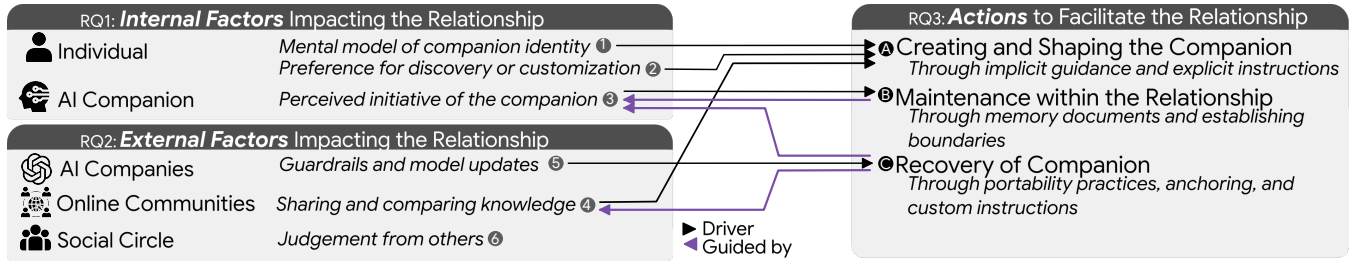 RQ1: Internal Factors Impacting the Relationship
Individual
Mental model of companion identity 1
Preference for discovery or customization 2
AI Companion
Perceived initiative of the companion 3
RQ2: External Factors Impacting the Relationship
AI Companies
Guardrails and model updates 5
Online Communities
Sharing and comparing knowledge 4
Social Circle
Judgement from others 6
Driver
Guided by
RQ3: Actions to Facilitate the Relationship
A Creating and Shaping the Companion
Through implicit guidance and explicit instructions
B Maintenance within the Relationship
Through memory documents and establishing
boundaries
C Recovery of Companion
Through portability practices, anchoring, and
custom instructions